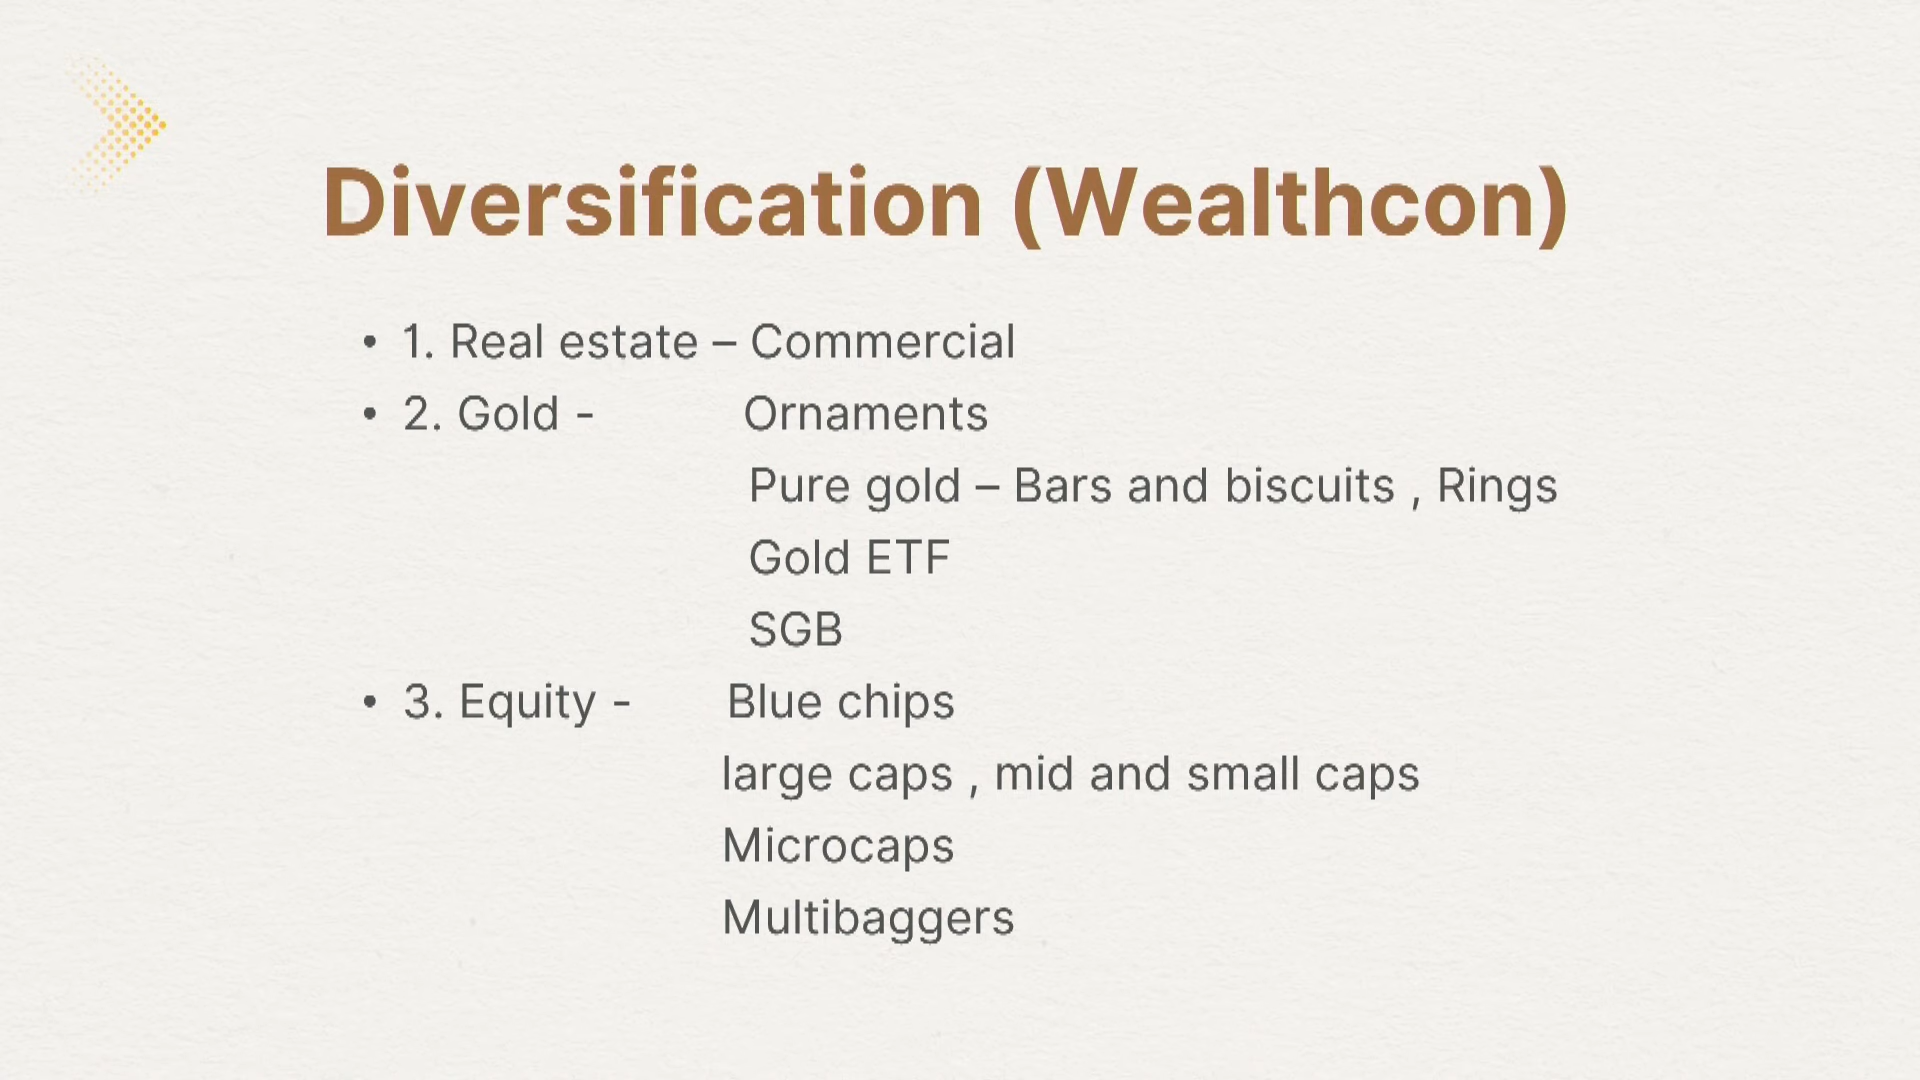 Diversification (Wealthcon)
• 1. Real estate – Commercial
• 2. Gold - Ornaments
Pure gold – Bars and biscuits , Rings
Gold ETF
SGB
• 3. Equity - Blue chips
large caps , mid and small caps
Microcaps
Multibaggers